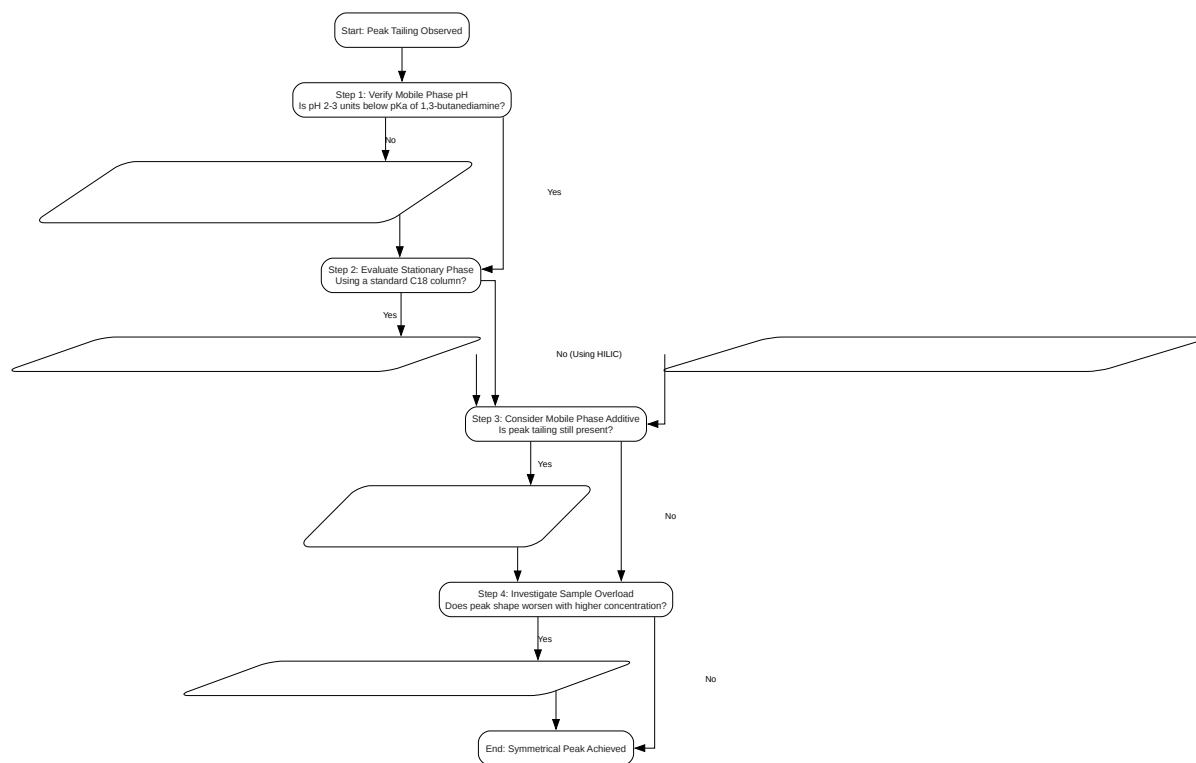 Start: Peak Tailing Observed
Step 1: Verify Mobile Phase pH
Is pH 2-3 units below pKa of 1,3-butanediamine?
No
Yes
Step 2: Evaluate Stationary Phase
Using a standard C18 column?
Yes
No (Using HILIC)
Step 3: Consider Mobile Phase Additive
Is peak tailing still present?
Yes
No
Step 4: Investigate Sample Overload
Does peak shape worsen with higher concentration?
Yes
No
End: Symmetrical Peak Achieved